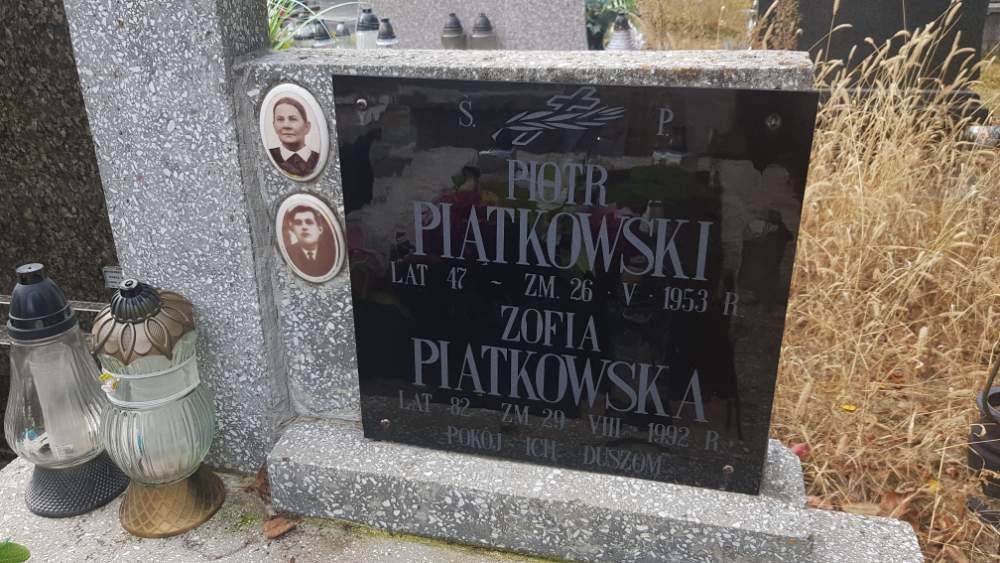 Ś. P.
PIOTR
PIĄTKOWSKI
LAT 47 ~ ZM. 26 · V · 1953 R.
ZOFIA
PIĄTKOWSKA
LAT 82 ~ ZM. 29 · VIII · 1992 R.
POKÓJ ICH DUSZOM